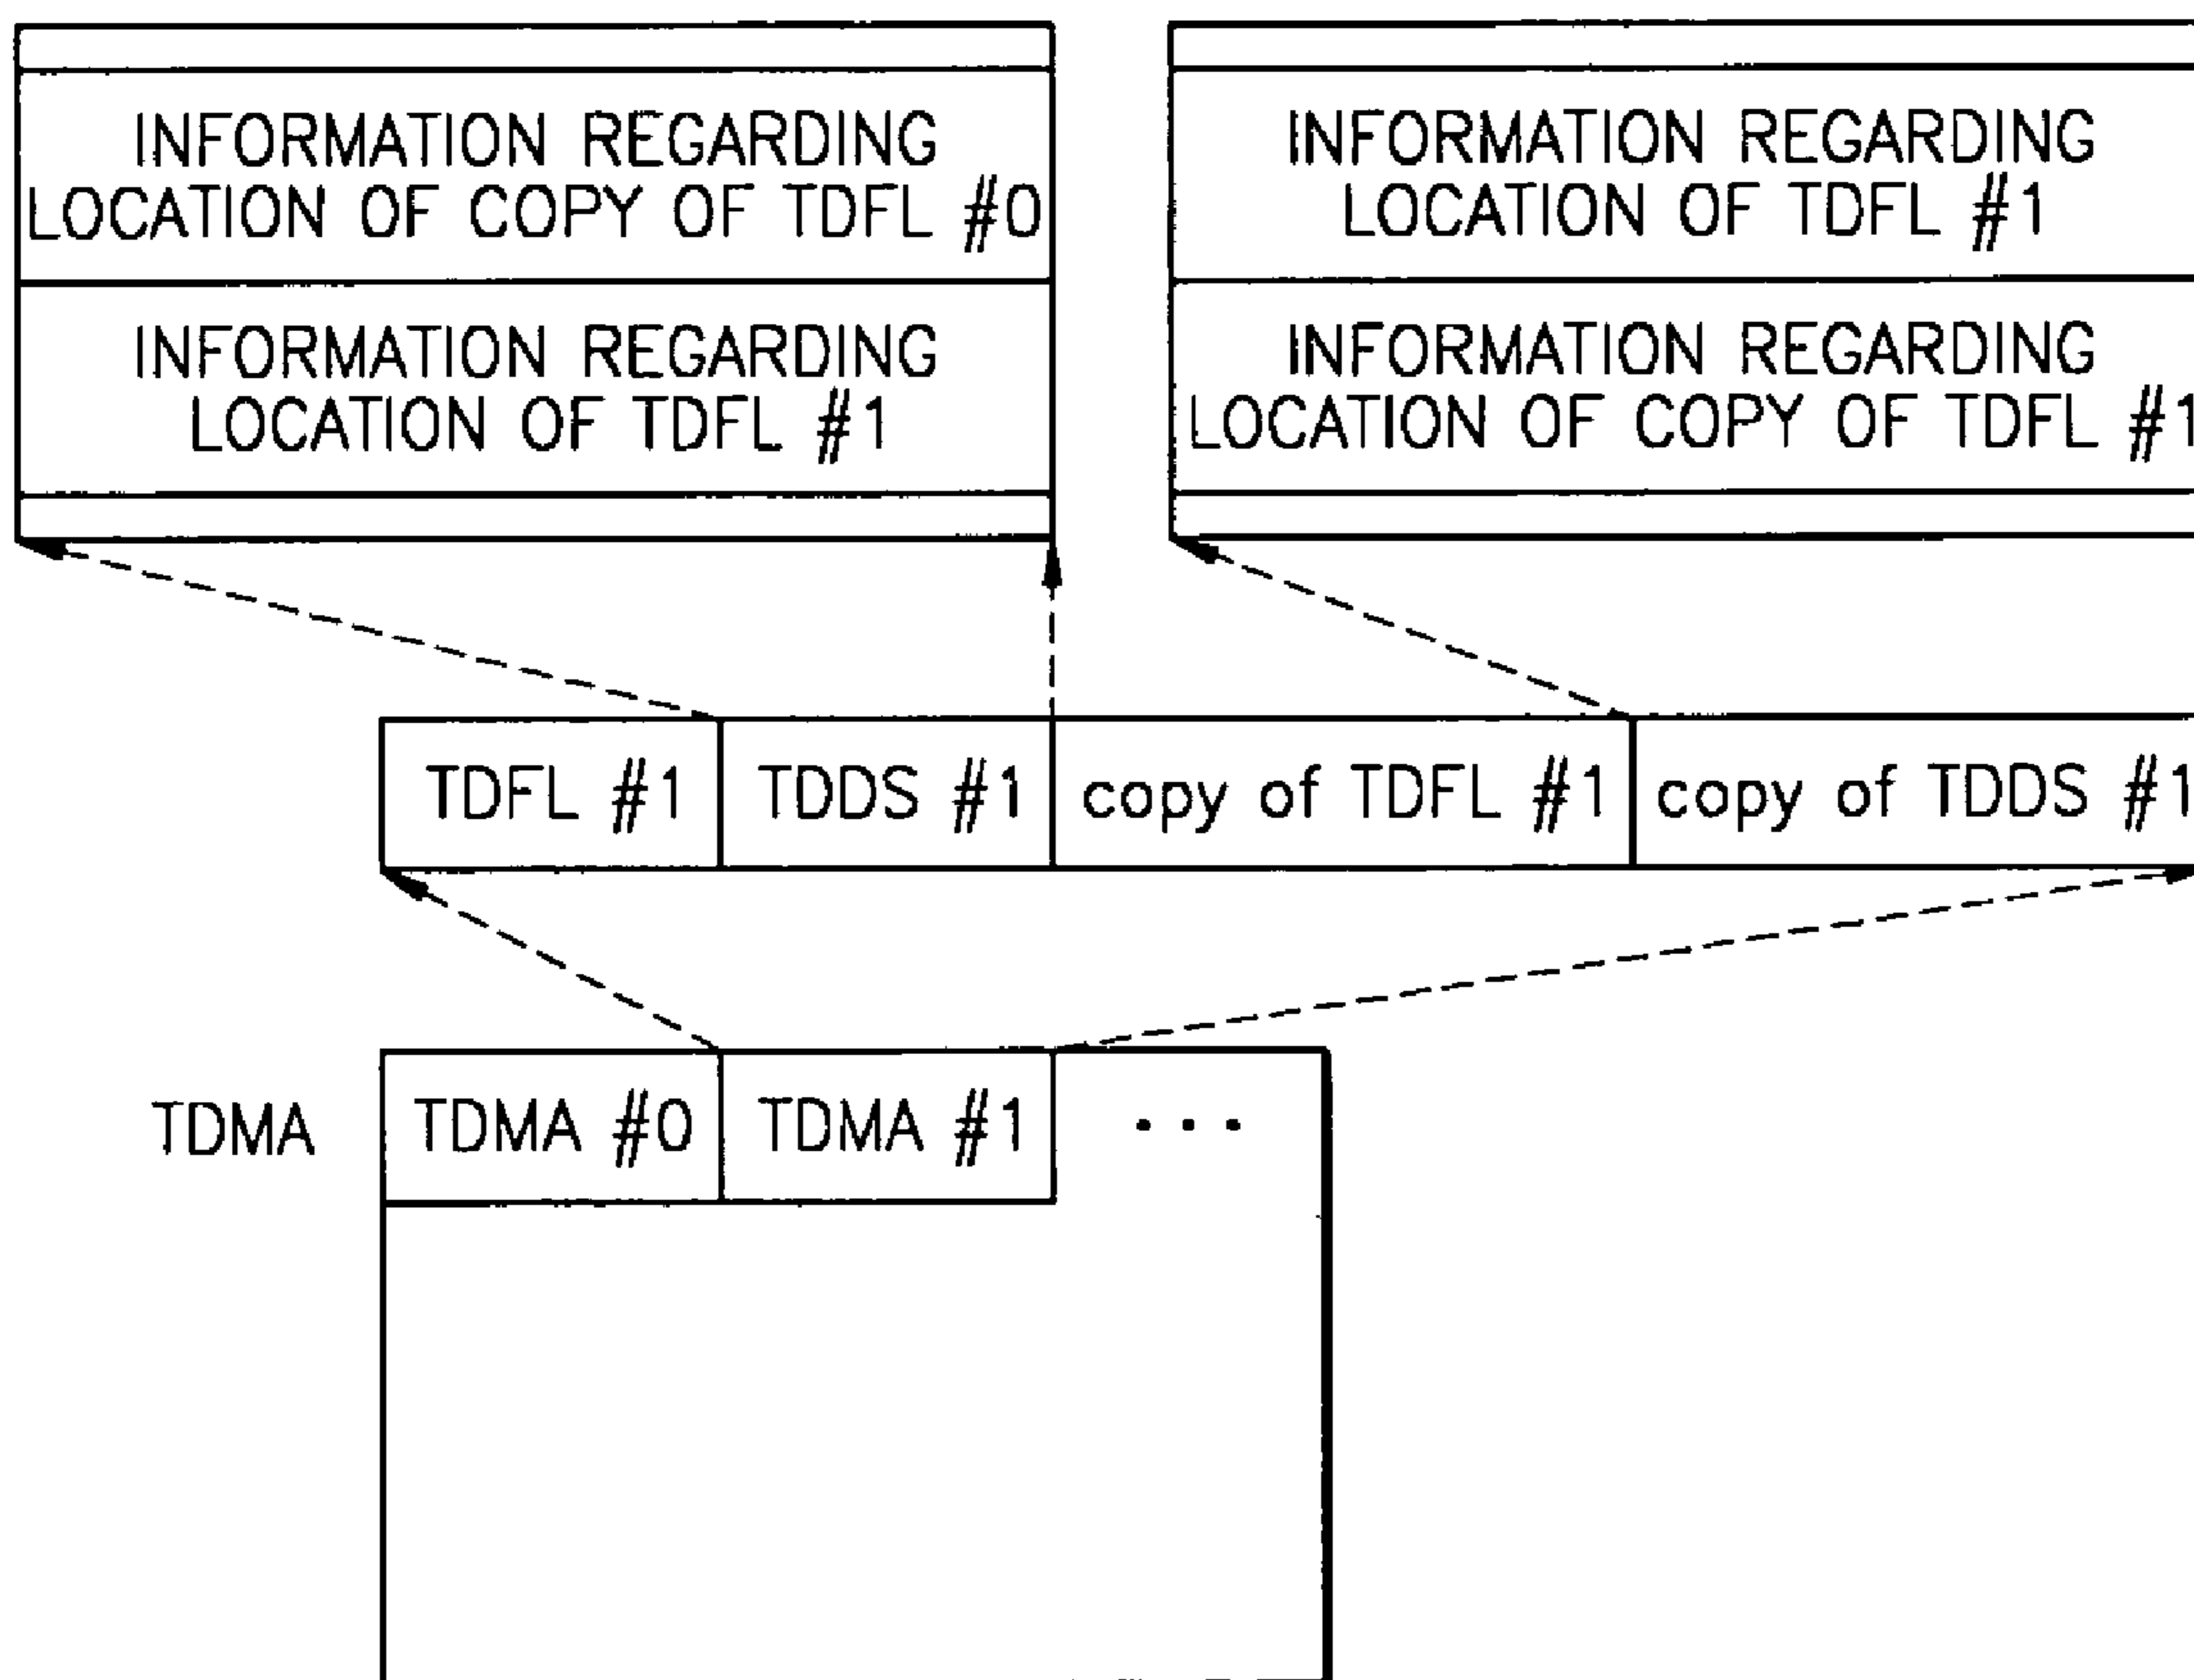 INFORMATION REGARDING
LOCATION OF COPY OF TDFL #0
INFORMATION REGARDING
LOCATION OF TDFL #1
INFORMATION REGARDING
LOCATION OF TDFL #1
INFORMATION REGARDING
LOCATION OF COPY OF TDFL #1
TDFL #1 TDDS #1 copy of TDFL #1 copy of TDDS #1
TDMA TDMA #0 TDMA #1 ...